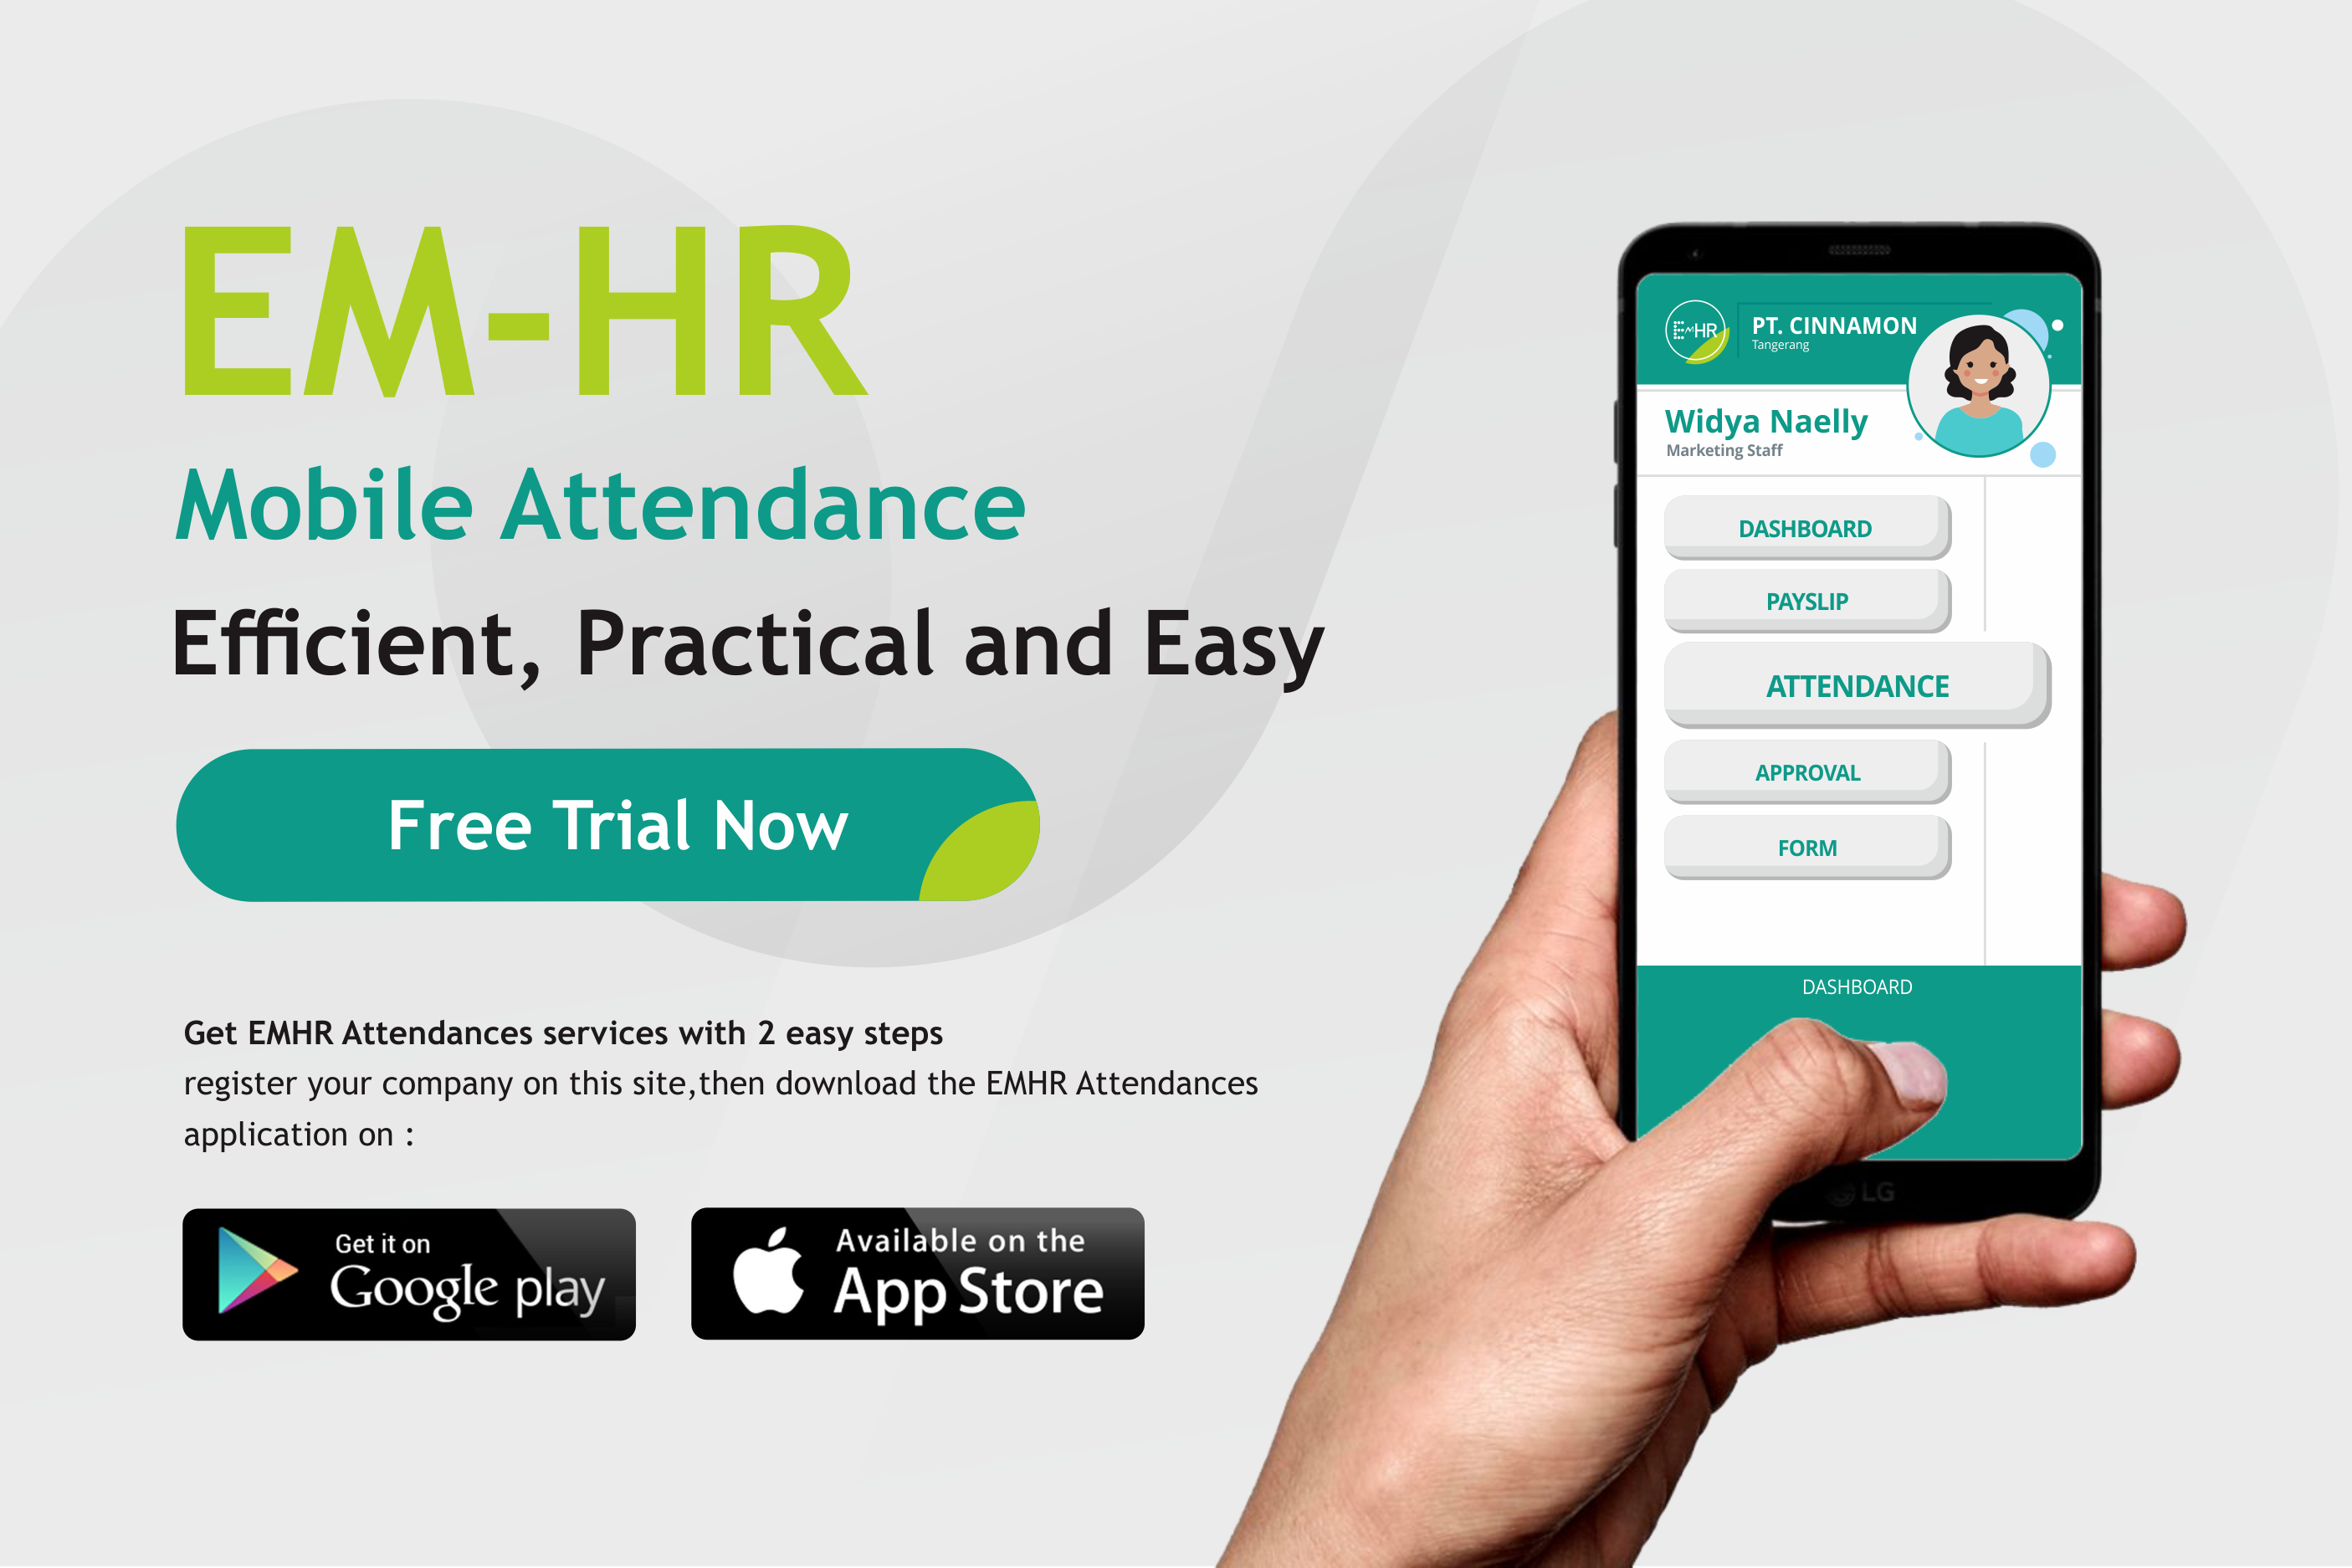 EM-HR
Mobile Attendance
Efficient, Practical and Easy
Free Trial Now
Get EMHR Attendances services with 2 easy steps
register your company on this site,then download the EMHR Attendances
application on :
Get it on
Google play
Available on the
App Store
EMHR
PT. CINNAMON
Tangerang
Widya Naelly
Marketing Staff
DASHBOARD
PAYSLIP
ATTENDANCE
APPROVAL
FORM
DASHBOARD
LG